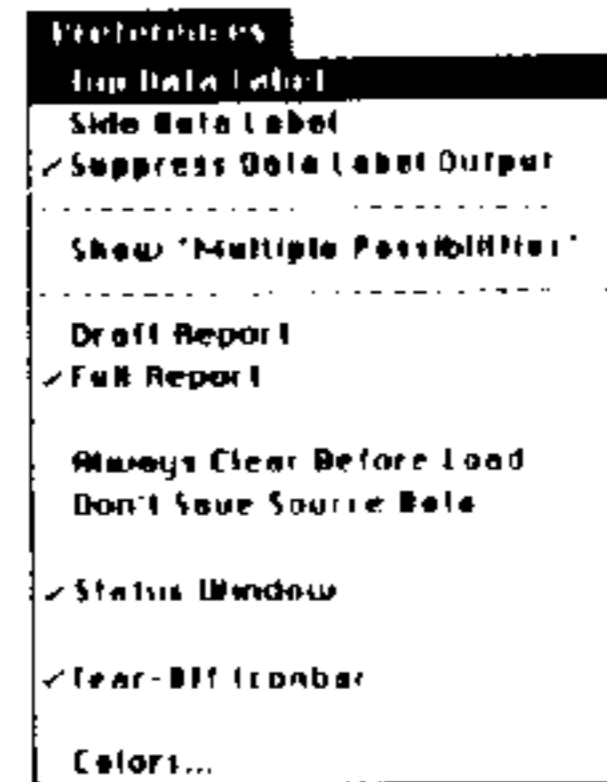 Preferences
Top Data Label
Side Data Label
✓Suppress Data Label Output
Show "Multiple Possibilities"
Draft Report
✓Full Report
Always Clear Before Load
Don't Save Source Data
✓Status Window
✓Tear-Off Iconbar
Colors...